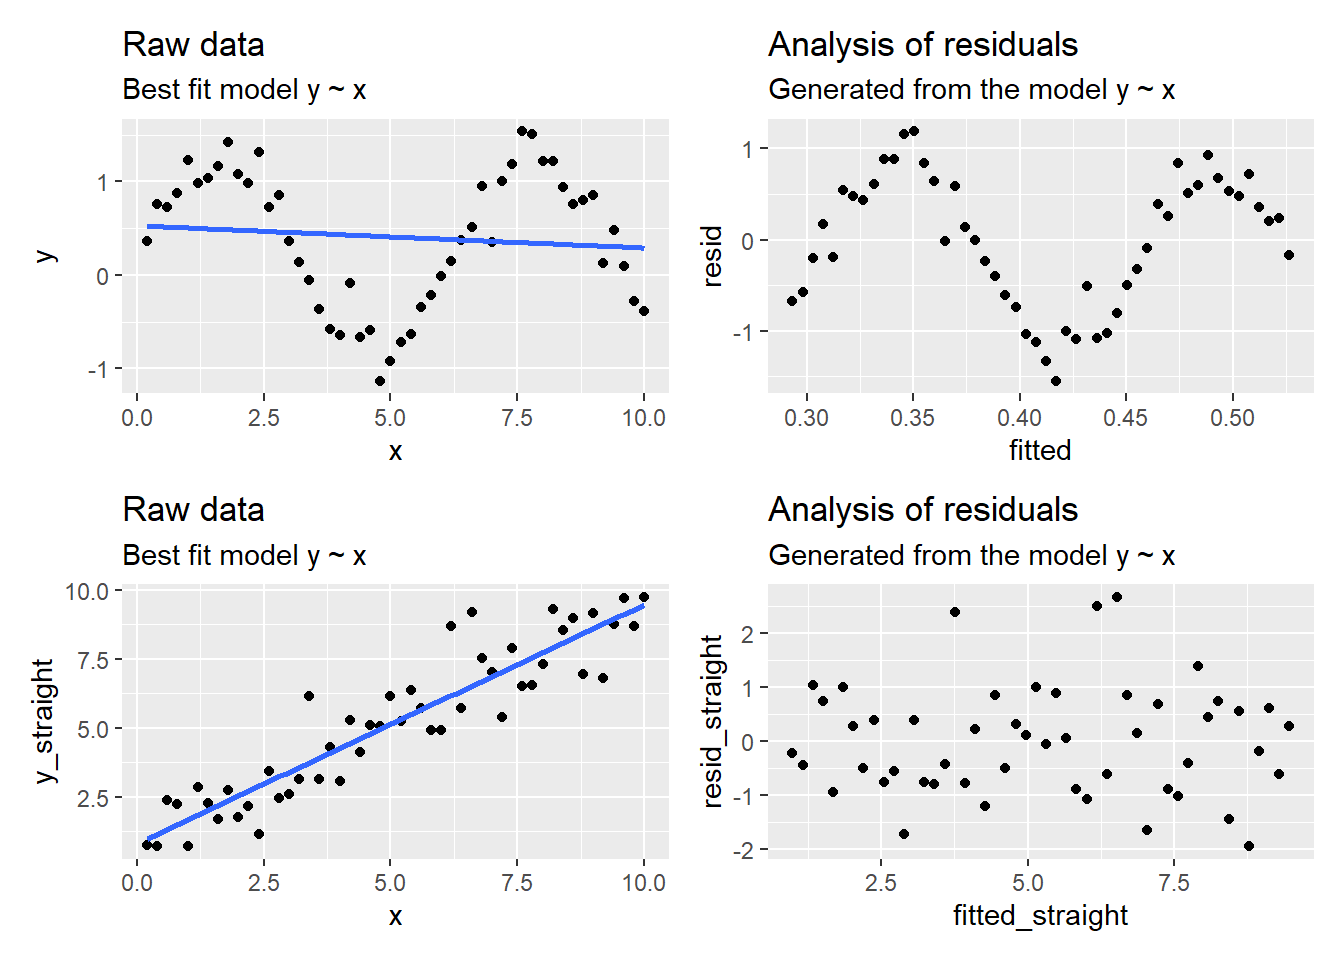 Raw data
Best fit model y ~ x
y
1
0
-1
0.0 2.5 5.0 7.5 10.0
x
Analysis of residuals
Generated from the model y ~ x
resid
1
0
-1
0.30 0.35 0.40 0.45 0.50
fitted
Raw data
Best fit model y ~ x
y_straight
10.0
7.5
5.0
2.5
0.0 2.5 5.0 7.5 10.0
x
Analysis of residuals
Generated from the model y ~ x
resid_straight
2
1
0
-1
-2
2.5 5.0 7.5
fitted_straight